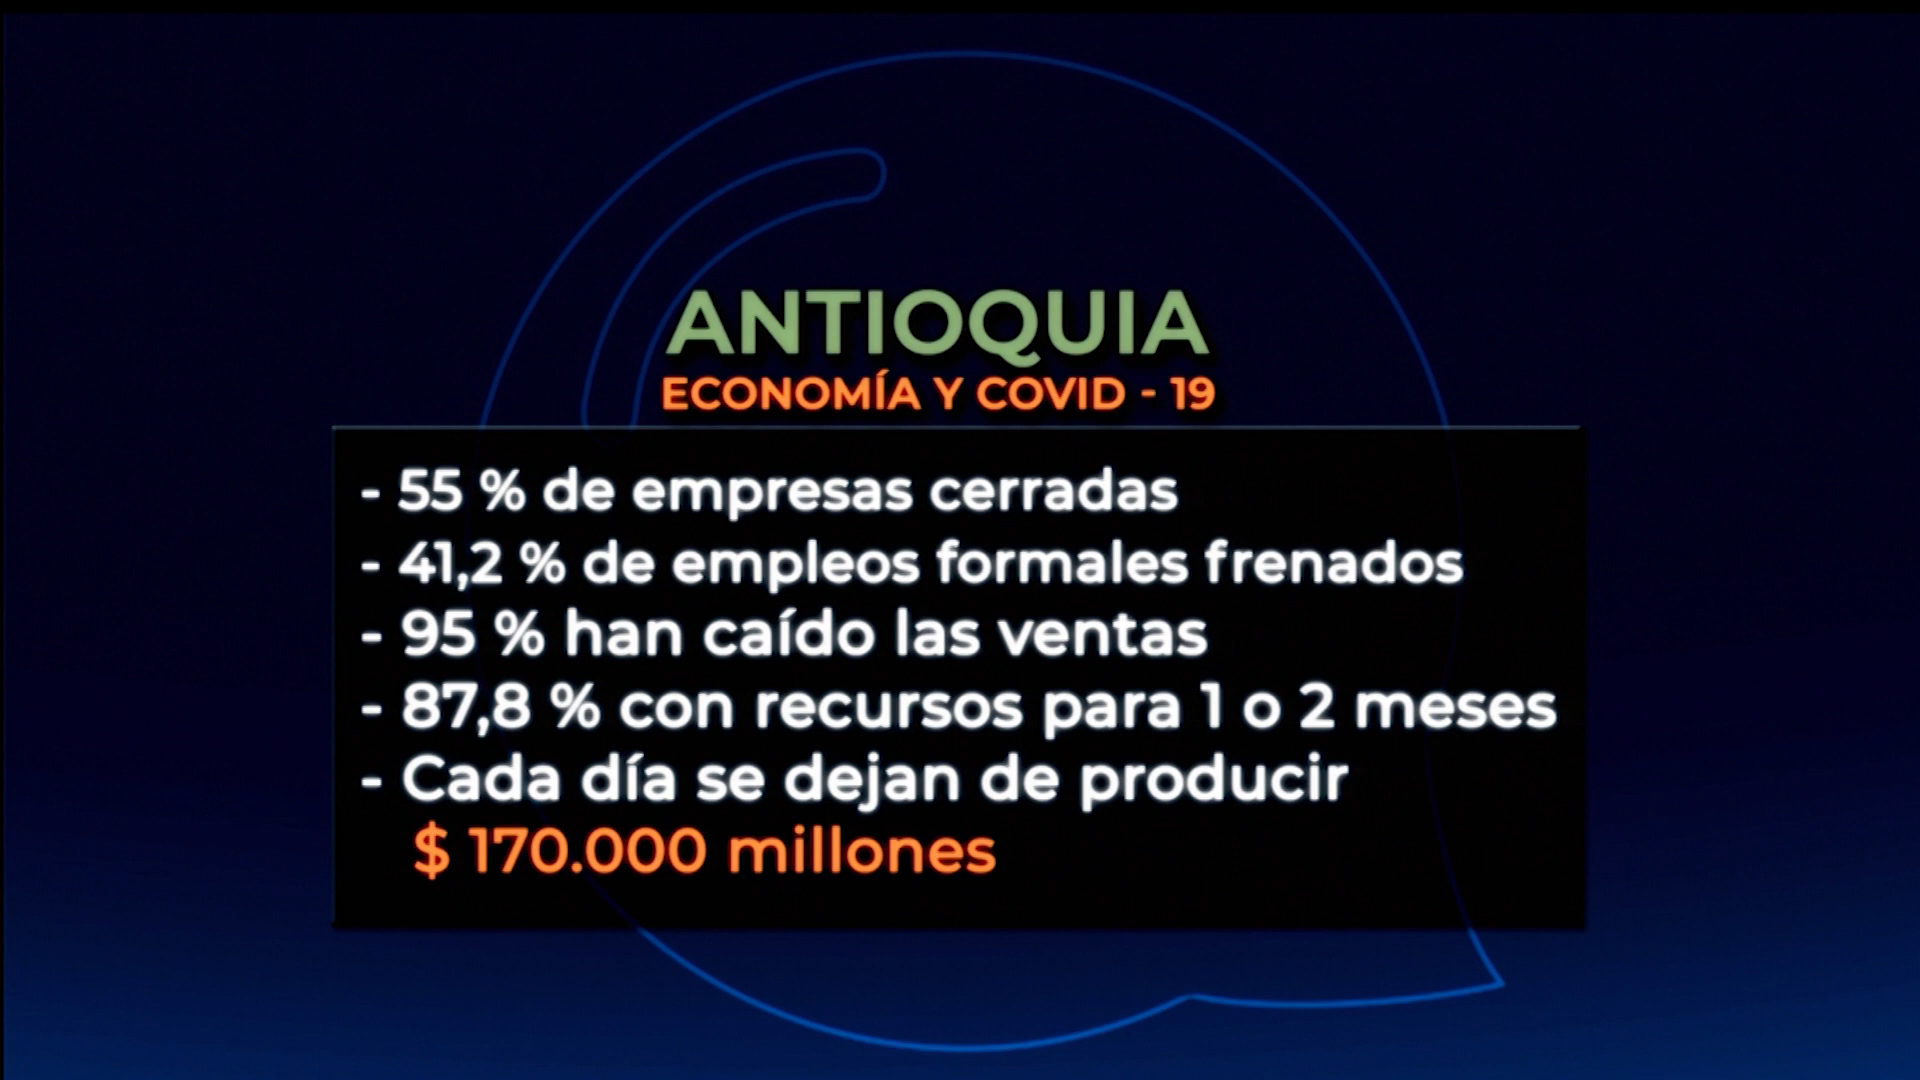 ANTIOQUIA
ECONOMÍA Y COVID - 19
- 55 % de empresas cerradas
- 41,2 % de empleos formales frenados
- 95 % han caído las ventas
- 87,8 % con recursos para 1 o 2 meses
- Cada día se dejan de producir
$ 170.000 millones